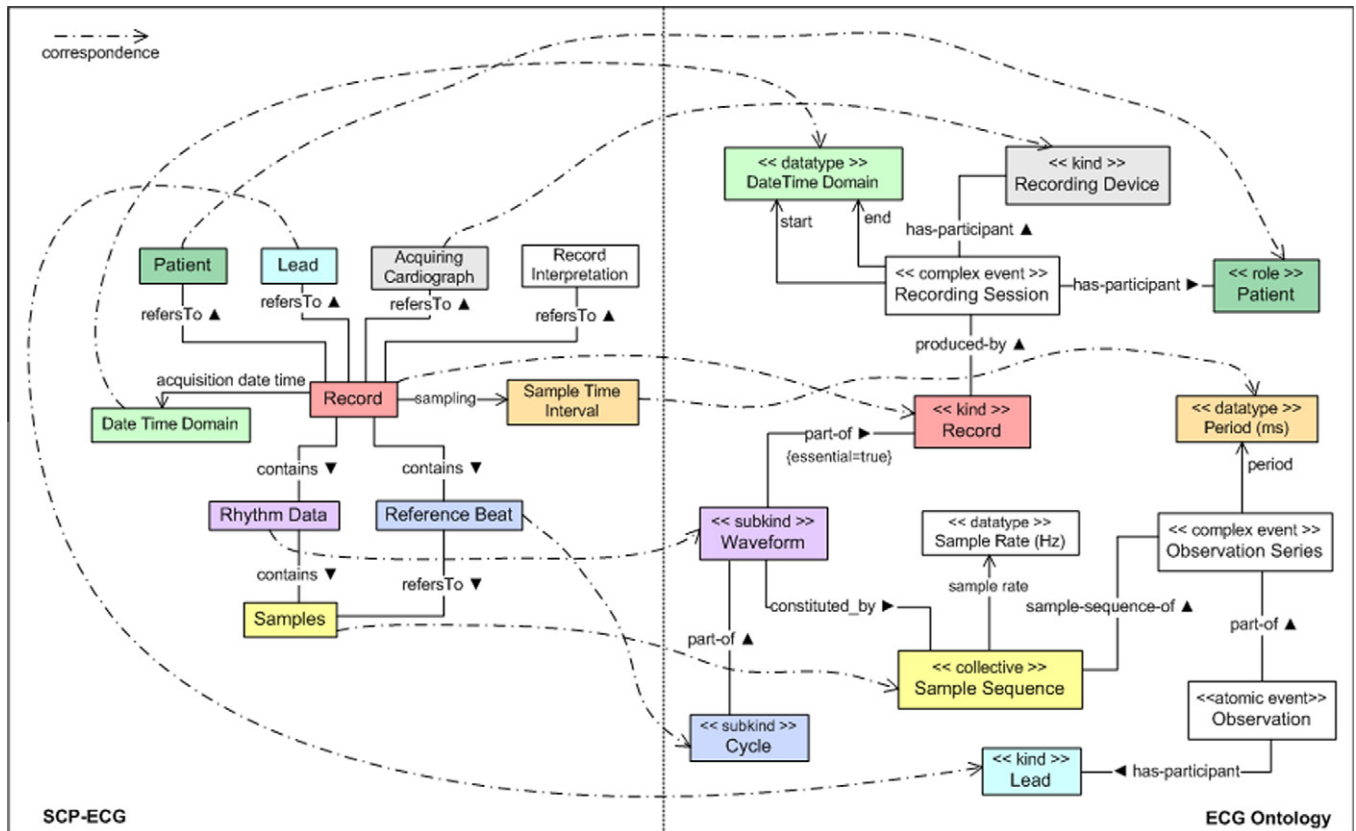 correspondence
<< datatype >>
DateTime Domain
<< kind >>
Recording Device
start
end
has-participant ▲
Patient
Lead
Acquiring
Cardiograph
Record
Interpretation
<< complex event >>
Recording Session
has-participant ►
<< role >>
Patient
refersTo ▲
refersTo ▲
refersTo ▲
refersTo ▲
produced-by ▲
acquisition date time
Record
sampling
Sample Time
Interval
Date Time Domain
<< kind >>
Record
<< datatype >>
Period (ms)
part-of ►
{essential=true}
period
contains ▼
contains ▼
Rhythm Data
Reference Beat
<< subkind >>
Waveform
<< datatype >>
Sample Rate (Hz)
<< complex event >>
Observation Series
contains ▼
refersTo ▼
sample rate
constituted_by ►
sample-sequence-of ▲
Samples
part-of ▲
part-of ▲
<< collective >>
Sample Sequence
<<atomic event>>
Observation
<< subkind >>
Cycle
<< kind >>
Lead
◄ has-participant
SCP-ECG
ECG Ontology